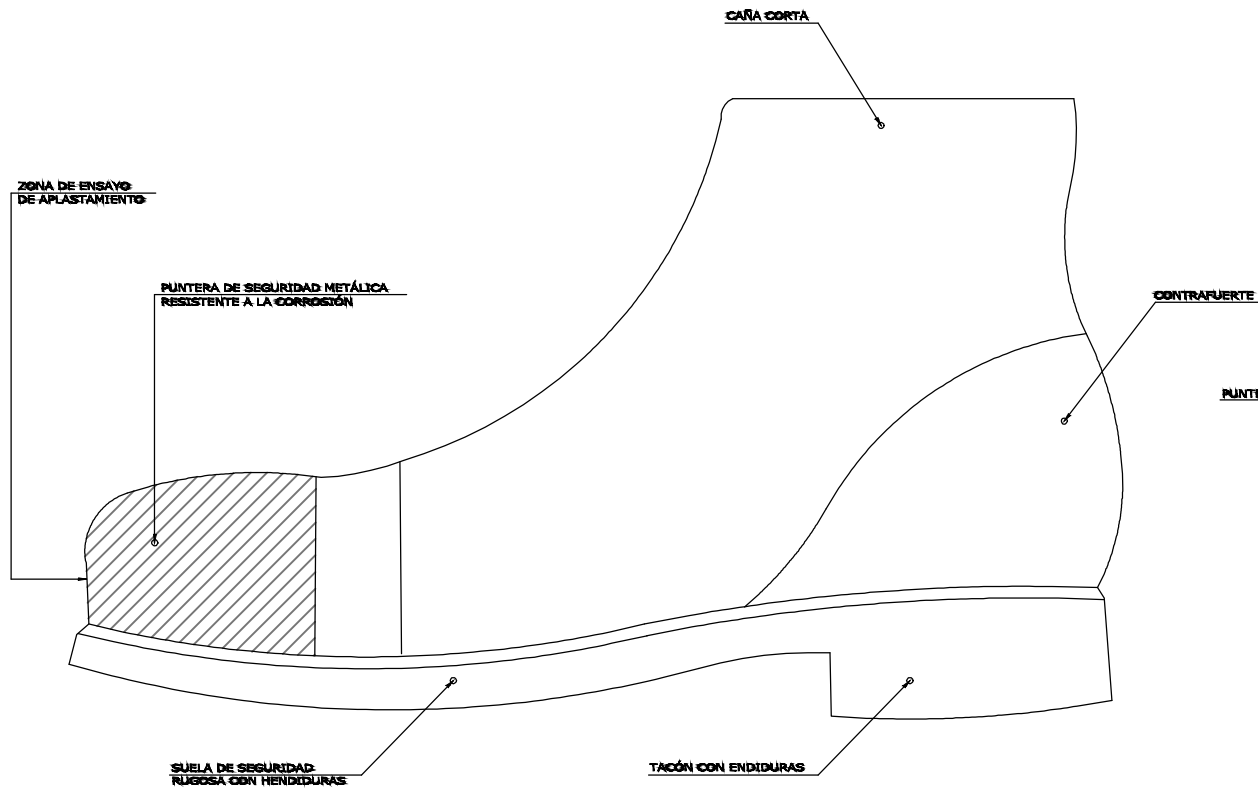 CAÑA CORTA
ZONA DE ENSAYO
DE APLASTAMIENTO
PUNTERA DE SEGURIDAD METÁLICA
RESISTENTE A LA CORROSIÓN
CONTRAFUERTE
SUELA DE SEGURIDAD
RUGOSA CON HENDIDURAS
TACÓN CON ENDIDURAS